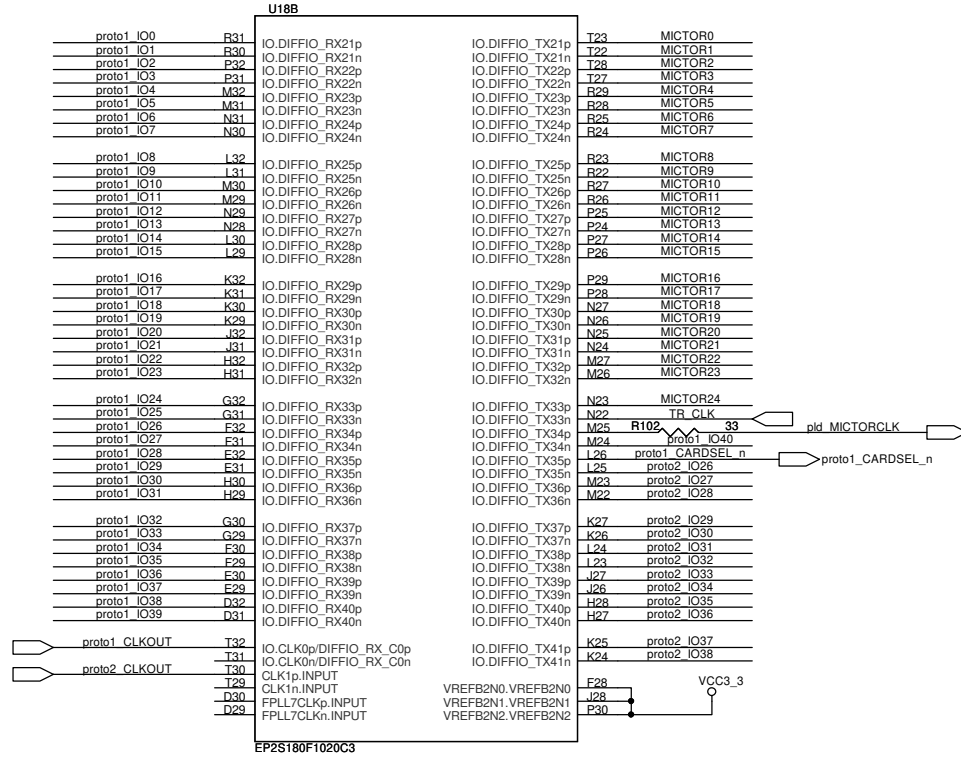 U18B
proto1_IO0 R31 IO.DIFFIO_RX21p IO.DIFFIO_TX21p T23 MICTOR0
proto1_IO1 R30 IO.DIFFIO_RX21n IO.DIFFIO_TX21n T22 MICTOR1
proto1_IO2 P32 IO.DIFFIO_RX22p IO.DIFFIO_TX22p T28 MICTOR2
proto1_IO3 P31 IO.DIFFIO_RX22n IO.DIFFIO_TX22n T27 MICTOR3
proto1_IO4 M32 IO.DIFFIO_RX23p IO.DIFFIO_TX23p R29 MICTOR4
proto1_IO5 M31 IO.DIFFIO_RX23n IO.DIFFIO_TX23n R28 MICTOR5
proto1_IO6 N31 IO.DIFFIO_RX24p IO.DIFFIO_TX24p R25 MICTOR6
proto1_IO7 N30 IO.DIFFIO_RX24n IO.DIFFIO_TX24n R24 MICTOR7
proto1_IO8 L32 IO.DIFFIO_RX25p IO.DIFFIO_TX25p R23 MICTOR8
proto1_IO9 L31 IO.DIFFIO_RX25n IO.DIFFIO_TX25n R22 MICTOR9
proto1_IO10 M30 IO.DIFFIO_RX26p IO.DIFFIO_TX26p R27 MICTOR10
proto1_IO11 M29 IO.DIFFIO_RX26n IO.DIFFIO_TX26n R26 MICTOR11
proto1_IO12 N29 IO.DIFFIO_RX27p IO.DIFFIO_TX27p P25 MICTOR12
proto1_IO13 N28 IO.DIFFIO_RX27n IO.DIFFIO_TX27n P24 MICTOR13
proto1_IO14 L30 IO.DIFFIO_RX28p IO.DIFFIO_TX28p P27 MICTOR14
proto1_IO15 L29 IO.DIFFIO_RX28n IO.DIFFIO_TX28n P26 MICTOR15
proto1_IO16 K32 IO.DIFFIO_RX29p IO.DIFFIO_TX29p P29 MICTOR16
proto1_IO17 K31 IO.DIFFIO_RX29n IO.DIFFIO_TX29n P28 MICTOR17
proto1_IO18 K30 IO.DIFFIO_RX30p IO.DIFFIO_TX30p N27 MICTOR18
proto1_IO19 K29 IO.DIFFIO_RX30n IO.DIFFIO_TX30n N26 MICTOR19
proto1_IO20 J32 IO.DIFFIO_RX31p IO.DIFFIO_TX31p N25 MICTOR20
proto1_IO21 J31 IO.DIFFIO_RX31n IO.DIFFIO_TX31n N24 MICTOR21
proto1_IO22 H32 IO.DIFFIO_RX32p IO.DIFFIO_TX32p M27 MICTOR22
proto1_IO23 H31 IO.DIFFIO_RX32n IO.DIFFIO_TX32n M26 MICTOR23
proto1_IO24 G32 IO.DIFFIO_RX33p IO.DIFFIO_TX33p N23 MICTOR24
proto1_IO25 G31 IO.DIFFIO_RX33n IO.DIFFIO_TX33n N22 TR_CLK
proto1_IO26 F32 IO.DIFFIO_RX34p IO.DIFFIO_TX34p M25 R102 33 pld_MICTORCLK
proto1_IO27 F31 IO.DIFFIO_RX34n IO.DIFFIO_TX34n M24 proto1_IO40
proto1_IO28 E32 IO.DIFFIO_RX35p IO.DIFFIO_TX35p L26 proto1_CARDSEL_n proto1_CARDSEL_n
proto1_IO29 E31 IO.DIFFIO_RX35n IO.DIFFIO_TX35n L25 proto2_IO26
proto1_IO30 H30 IO.DIFFIO_RX36p IO.DIFFIO_TX36p M23 proto2_IO27
proto1_IO31 H29 IO.DIFFIO_RX36n IO.DIFFIO_TX36n M22 proto2_IO28
proto1_IO32 G30 IO.DIFFIO_RX37p IO.DIFFIO_TX37p K27 proto2_IO29
proto1_IO33 G29 IO.DIFFIO_RX37n IO.DIFFIO_TX37n K26 proto2_IO30
proto1_IO34 F30 IO.DIFFIO_RX38p IO.DIFFIO_TX38p L24 proto2_IO31
proto1_IO35 F29 IO.DIFFIO_RX38n IO.DIFFIO_TX38n L23 proto2_IO32
proto1_IO36 E30 IO.DIFFIO_RX39p IO.DIFFIO_TX39p J27 proto2_IO33
proto1_IO37 E29 IO.DIFFIO_RX39n IO.DIFFIO_TX39n J26 proto2_IO34
proto1_IO38 D32 IO.DIFFIO_RX40p IO.DIFFIO_TX40p H28 proto2_IO35
proto1_IO39 D31 IO.DIFFIO_RX40n IO.DIFFIO_TX40n H27 proto2_IO36
proto1_CLKOUT T32 IO.CLK0p/DIFFIO_RX_C0p IO.DIFFIO_TX41p K25 proto2_IO37
T31 IO.CLK0n/DIFFIO_RX_C0n IO.DIFFIO_TX41n K24 proto2_IO38
proto2_CLKOUT T30 CLK1p.INPUT
T29 CLK1n.INPUT VREFB2N0.VREFB2N0 F28 VCC3_3
D30 FPLL7CLKp.INPUT VREFB2N1.VREFB2N1 J28
D29 FPLL7CLKn.INPUT VREFB2N2.VREFB2N2 P30
EP2S180F1020C3